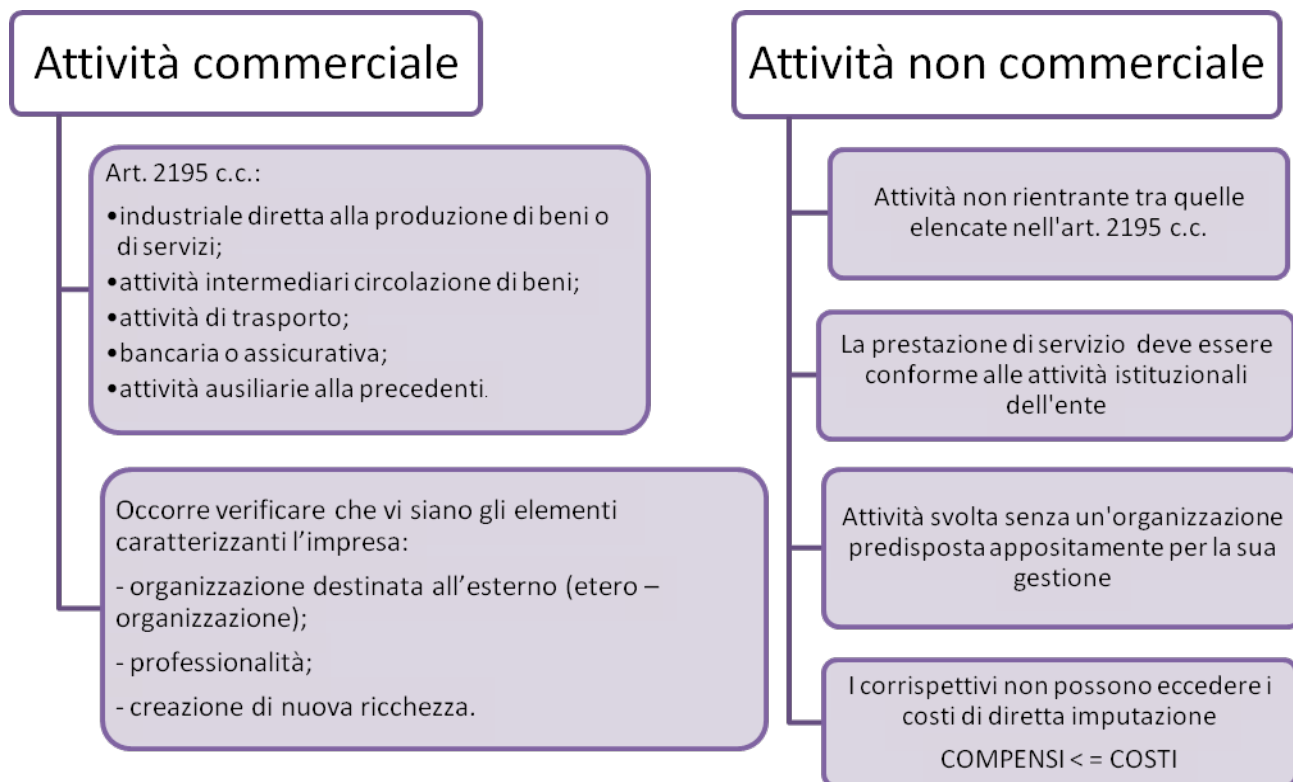 Attività commerciale
Art. 2195 c.c.:
•industriale diretta alla produzione di beni o
di servizi;
•attività intermediari circolazione di beni;
•attività di trasporto;
•bancaria o assicurativa;
•attività ausiliarie alla precedenti.
Occorre verificare che vi siano gli elementi
caratterizzanti l’impresa:
- organizzazione destinata all’esterno (etero –
organizzazione);
- professionalità;
- creazione di nuova ricchezza.
Attività non commerciale
Attività non rientrante tra quelle
elencate nell'art. 2195 c.c.
La prestazione di servizio deve essere
conforme alle attività istituzionali
dell'ente
Attività svolta senza un'organizzazione
predisposta appositamente per la sua
gestione
I corrispettivi non possono eccedere i
costi di diretta imputazione
COMPENSI < = COSTI